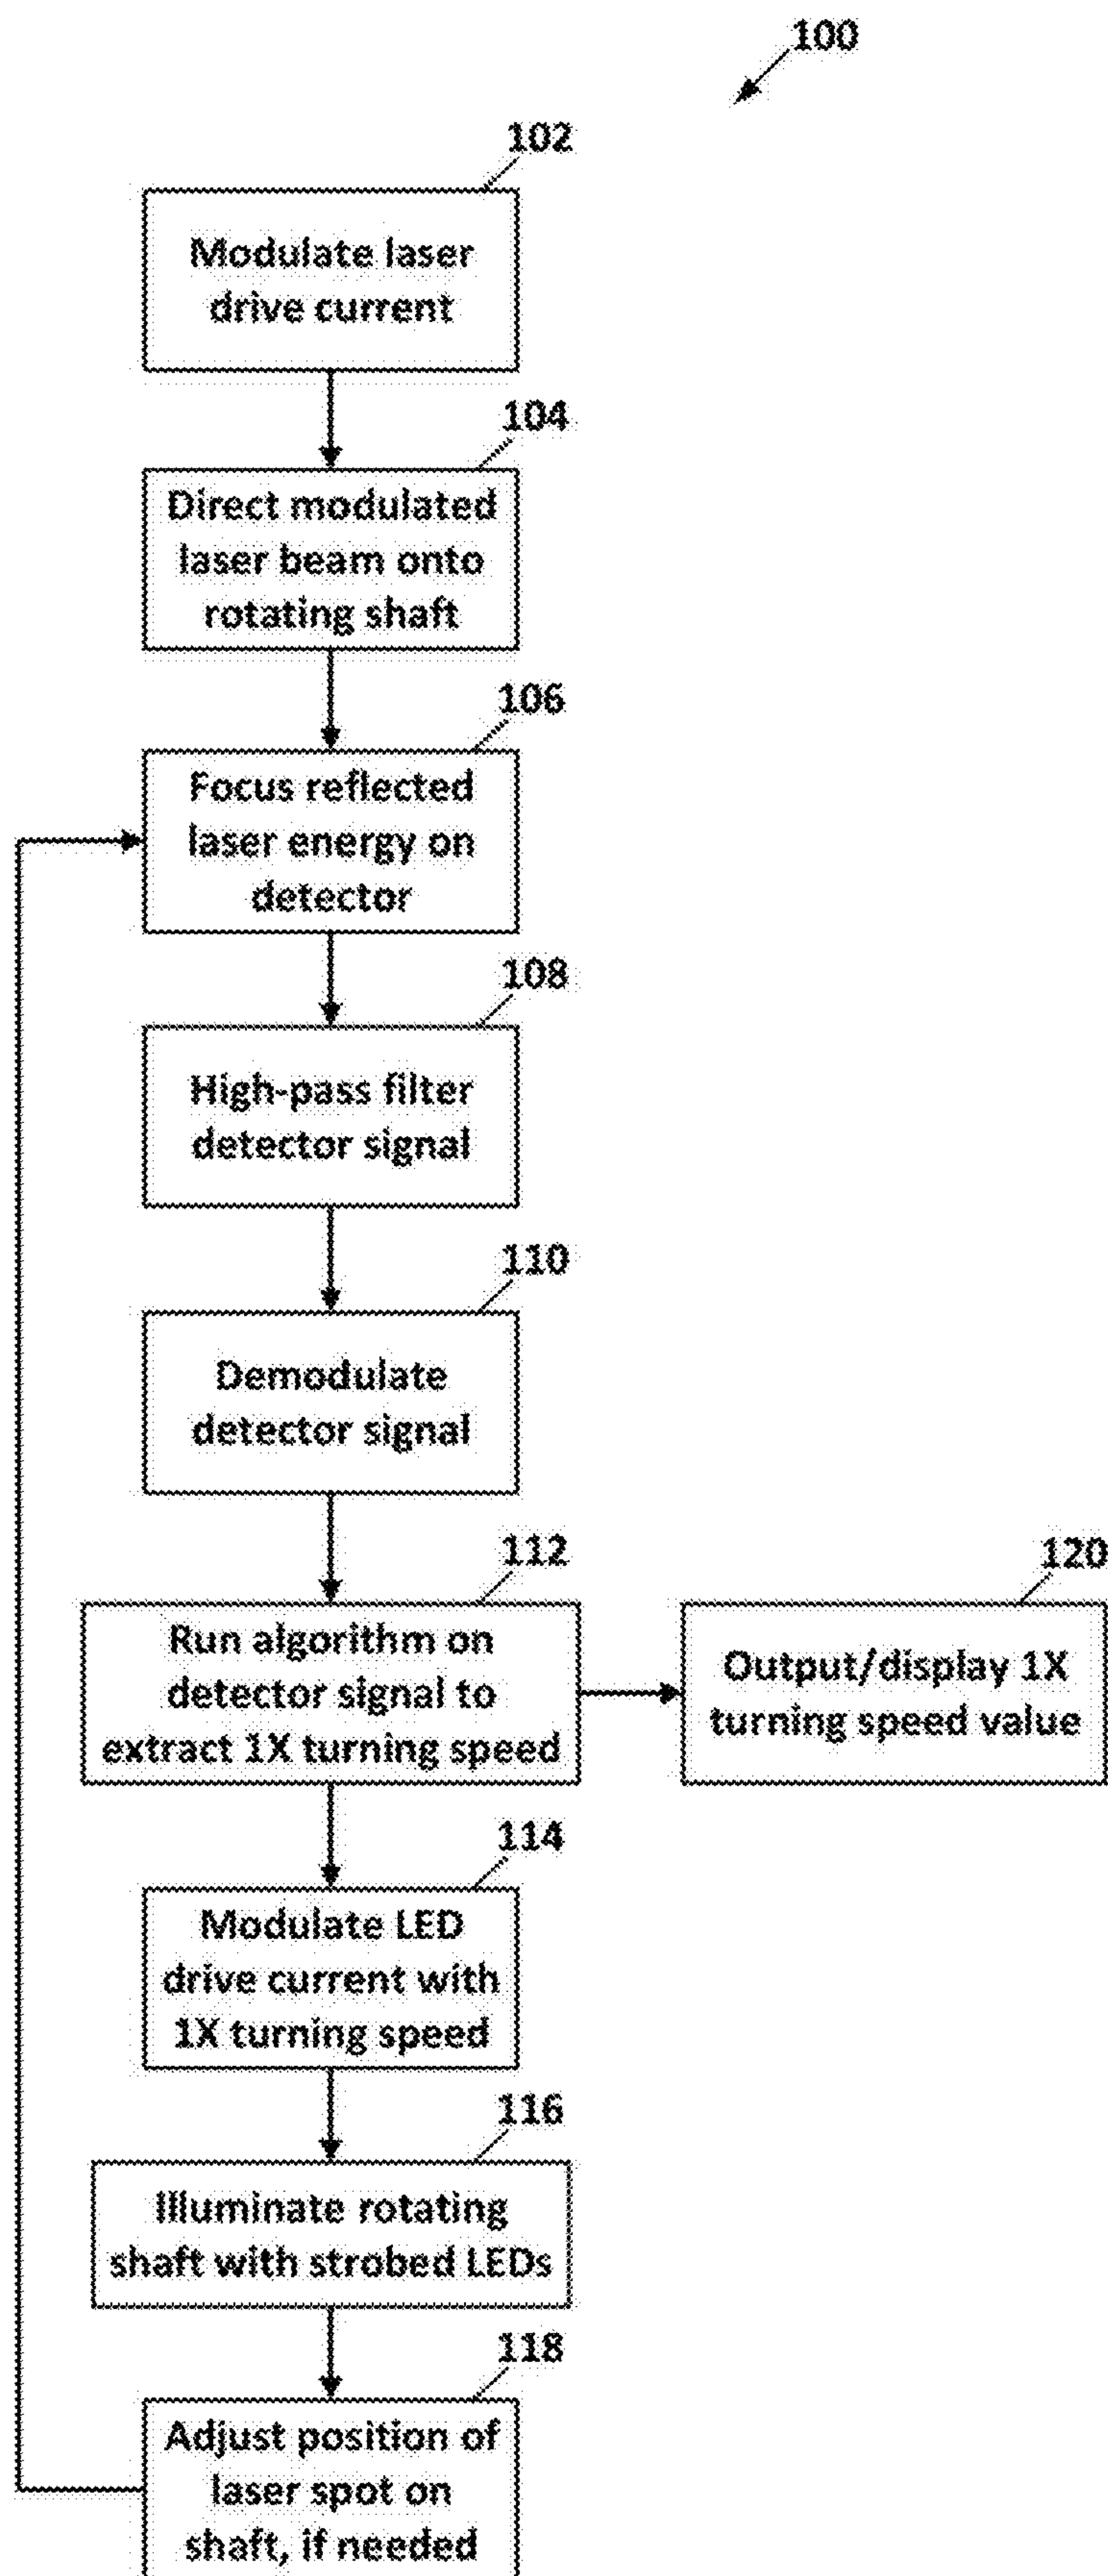 100
102
Modulate laser
drive current
104
Direct modulated
laser beam onto
rotating shaft
106
Focus reflected
laser energy on
detector
108
High-pass filter
detector signal
110
Demodulate
detector signal
112
Run algorithm on
detector signal to
extract 1X turning speed
120
Output/display 1X
turning speed value
114
Modulate LED
drive current with
1X turning speed
116
Illuminate rotating
shaft with strobed LEDs
118
Adjust position of
laser spot on
shaft, if needed